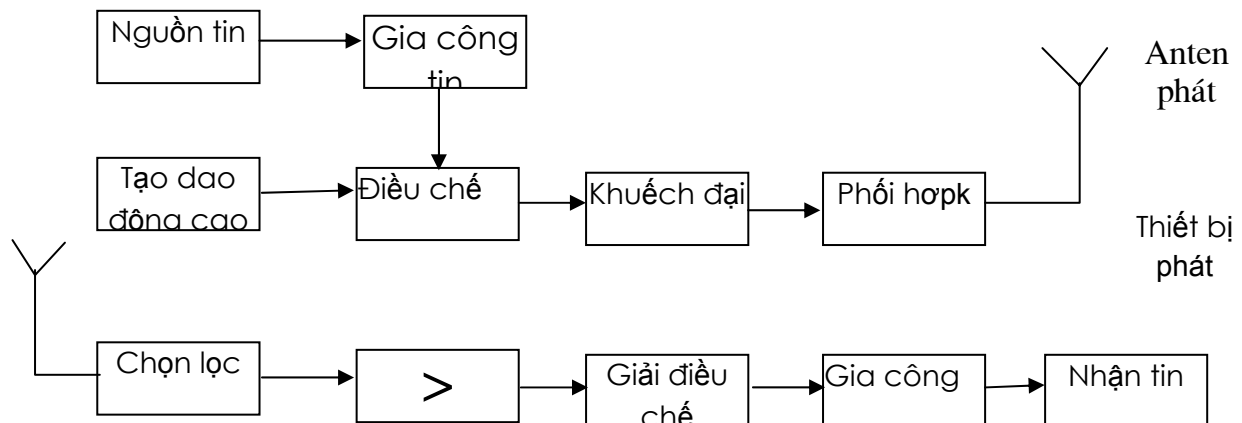 Nguồn tin
Gia công
tin
Anten
phát
Tạo dao
động cao
Điều chế
Khuếch đại
Phối hợpk
Thiết bị
phát
Chọn lọc
>
Giải điều
chế
Gia công
Nhận tin